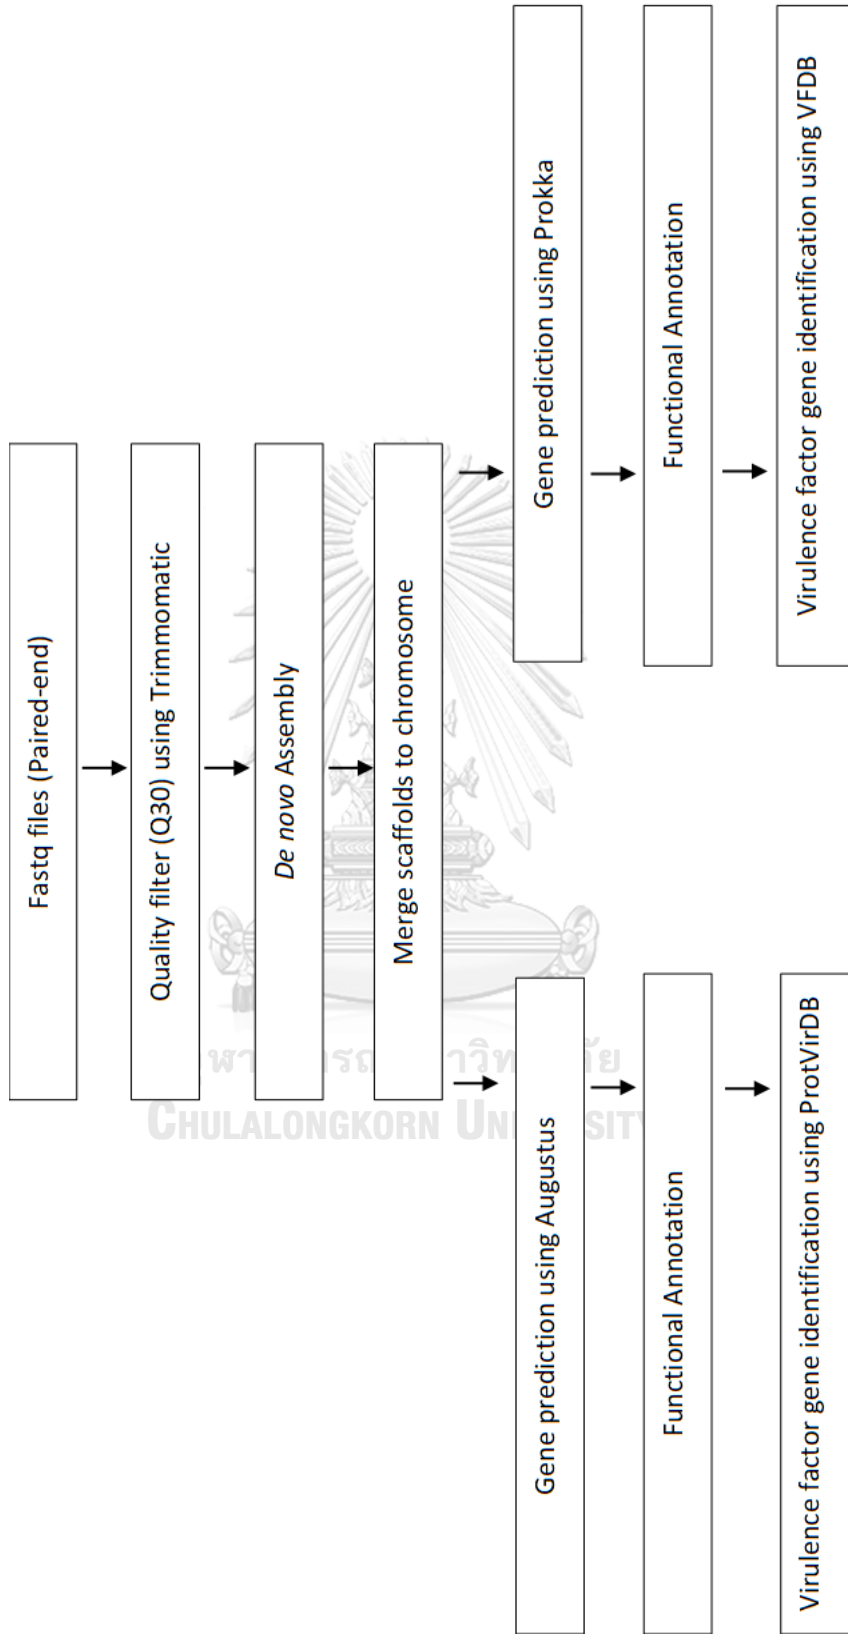 Fastq files (Paired-end)
Quality filter (Q30) using Trimmomatic
De novo Assembly
Merge scaffolds to chromosome
Gene prediction using Augustus
Functional Annotation
Virulence factor gene identification using ProtVirDB
Gene prediction using Prokka
Functional Annotation
Virulence factor gene identification using VFDB
CHULALONGKORN